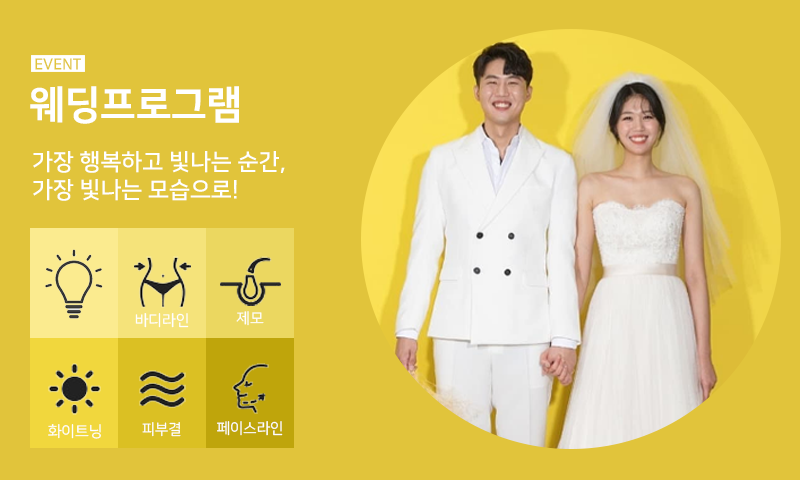 EVENT
웨딩프로그램
가장 행복하고 빛나는 순간,
가장 빛나는 모습으로!
바디라인
제모
화이트닝
피부결
페이스라인